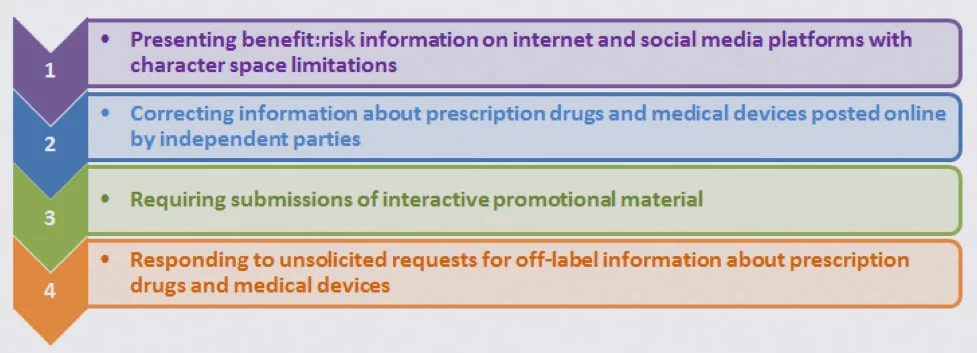 1
• Presenting benefit:risk information on internet and social media platforms with
character space limitations
2
• Correcting information about prescription drugs and medical devices posted online
by independent parties
3
• Requiring submissions of interactive promotional material
4
• Responding to unsolicited requests for off-label information about prescription
drugs and medical devices